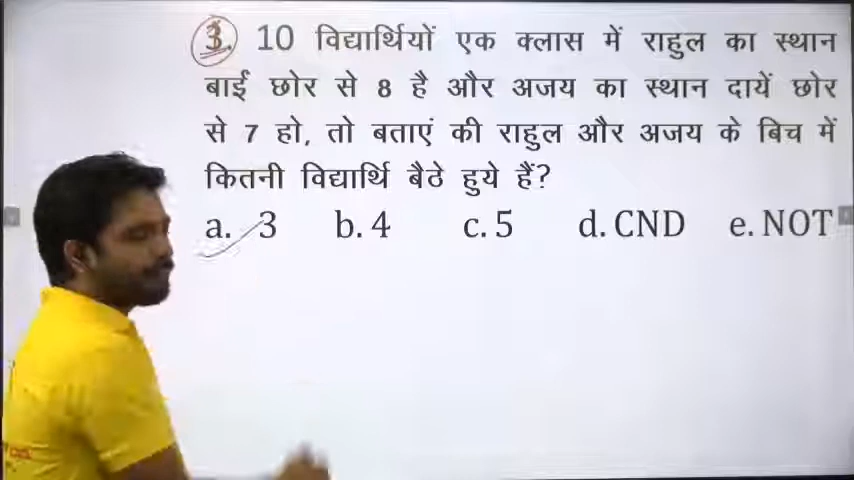 3. 10 विद्यार्थियों एक क्लास में राहुल का स्थान
बाईं छोर से 8 है और अजय का स्थान दायें छोर
से 7 हो, तो बताएं की राहुल और अजय के बिच में
कितनी विद्यार्थि बैठे हुये हैं?
a. 3 b. 4 c. 5 d. CND e. NOT